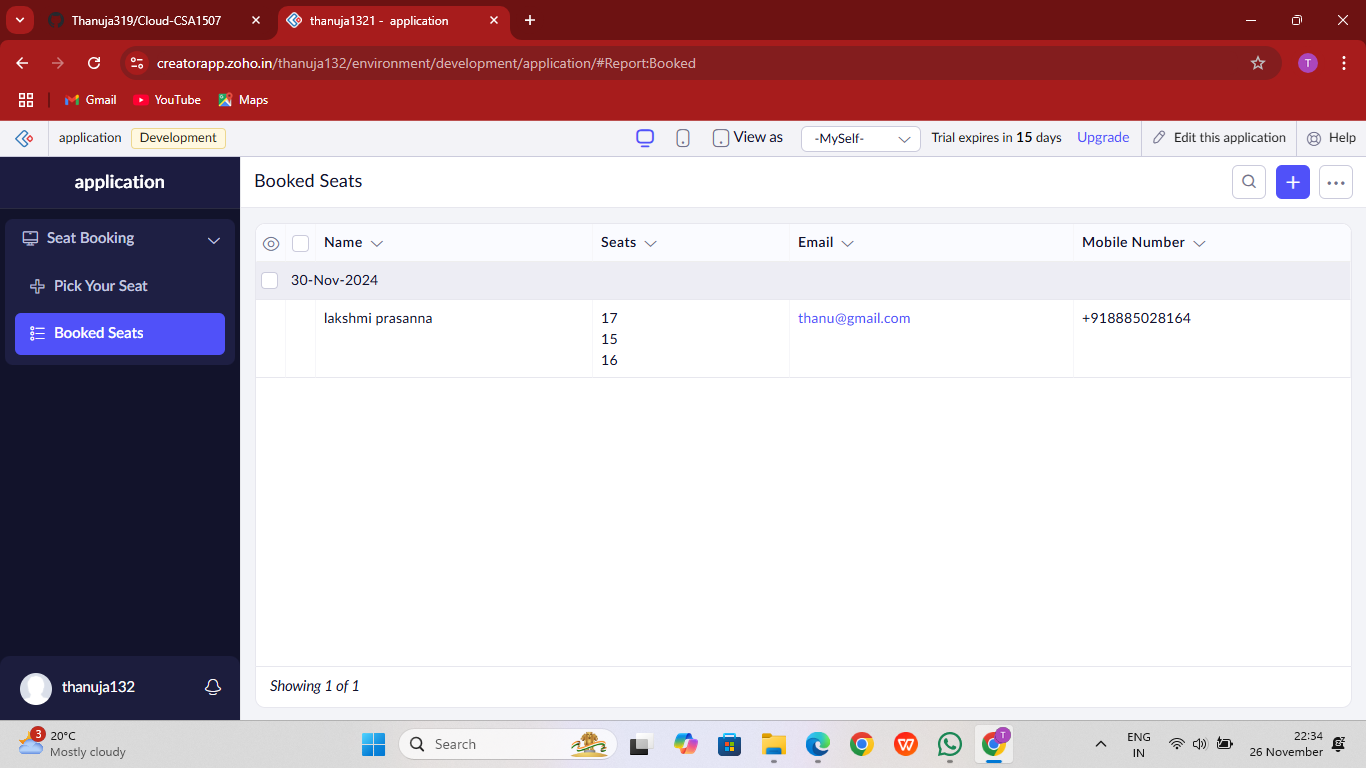 Thanuja319/Cloud-CSA1507
thanuja1321 - application
creatorapp.zoho.in/thanuja132/environment/development/application/#Report:Booked
T
Gmail
YouTube
Maps
application
Development
View as
-MySelf-
Trial expires in 15 days
Upgrade
Edit this application
Help
application
Booked Seats
Seat Booking
Pick Your Seat
Booked Seats
Name
Seats
Email
Mobile Number
30-Nov-2024
lakshmi prasanna
17
thanu@gmail.com
+918885028164
15
16
Showing 1 of 1
thanuja132
3
20°C
Mostly cloudy
Search
T
ENG
IN
22:34
26 November